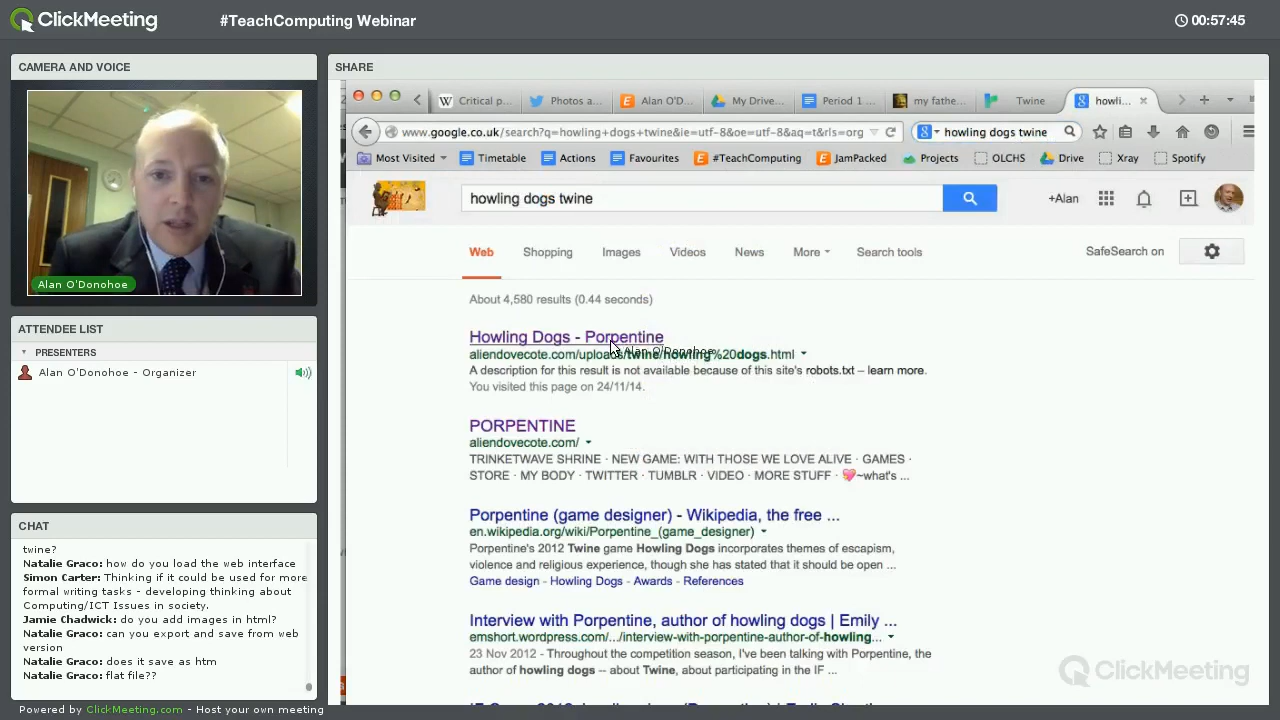 ClickMeeting
#TeachComputing Webinar
00:57:45
CAMERA AND VOICE
Alan O'Donohoe
ATTENDEE LIST
PRESENTERS
Alan O'Donohoe - Organizer
CHAT
twine?
Natalie Graco: how do you load the web interface
Simon Carter: Thinking if it could be used for more
formal writing tasks - developing thinking about
Computing/ICT Issues in society.
Jamie Chadwick: do you add images in html?
Natalie Graco: can you export and save from web
version
Natalie Graco: does it save as htm
Natalie Graco: flat file??
Powered by ClickMeeting.com - Host your own meeting
SHARE
Critical p... Photos a... Alan O'D... My Drive... Period 1 ... my fathe... Twine howli...
www.google.co.uk/search?q=howling+dogs+twine&ie=utf-8&oe=utf-8&aq=t&rls=org howling dogs twine
Most Visited Timetable Actions Favourites #TeachComputing JamPacked Projects OLCHS Drive Xray Spotify
howling dogs twine
+Alan
Web Shopping Images Videos News More Search tools SafeSearch on
About 4,580 results (0.44 seconds)
Howling Dogs - Porpentine
Alan O'Donohoe
aliendovecote.com/uploads/twine/howling%20dogs.html
A description for this result is not available because of this site's robots.txt – learn more.
You visited this page on 24/11/14.
PORPENTINE
aliendovecote.com/
TRINKETWAVE SHRINE · NEW GAME: WITH THOSE WE LOVE ALIVE · GAMES ·
STORE · MY BODY · TWITTER · TUMBLR · VIDEO · MORE STUFF · 💖~what's ...
Porpentine (game designer) - Wikipedia, the free ...
en.wikipedia.org/wiki/Porpentine_(game_designer)
Porpentine's 2012 Twine game Howling Dogs incorporates themes of escapism,
violence and religious experience, though she has stated that it should be open ...
Game design - Howling Dogs - Awards - References
Interview with Porpentine, author of howling dogs | Emily ...
emshort.wordpress.com/.../interview-with-porpentine-author-of-howling...
23 Nov 2012 - Throughout the competition season, I've been talking with Porpentine, the
author of howling dogs -- about Twine, about participating in the IF ...
ClickMeeting